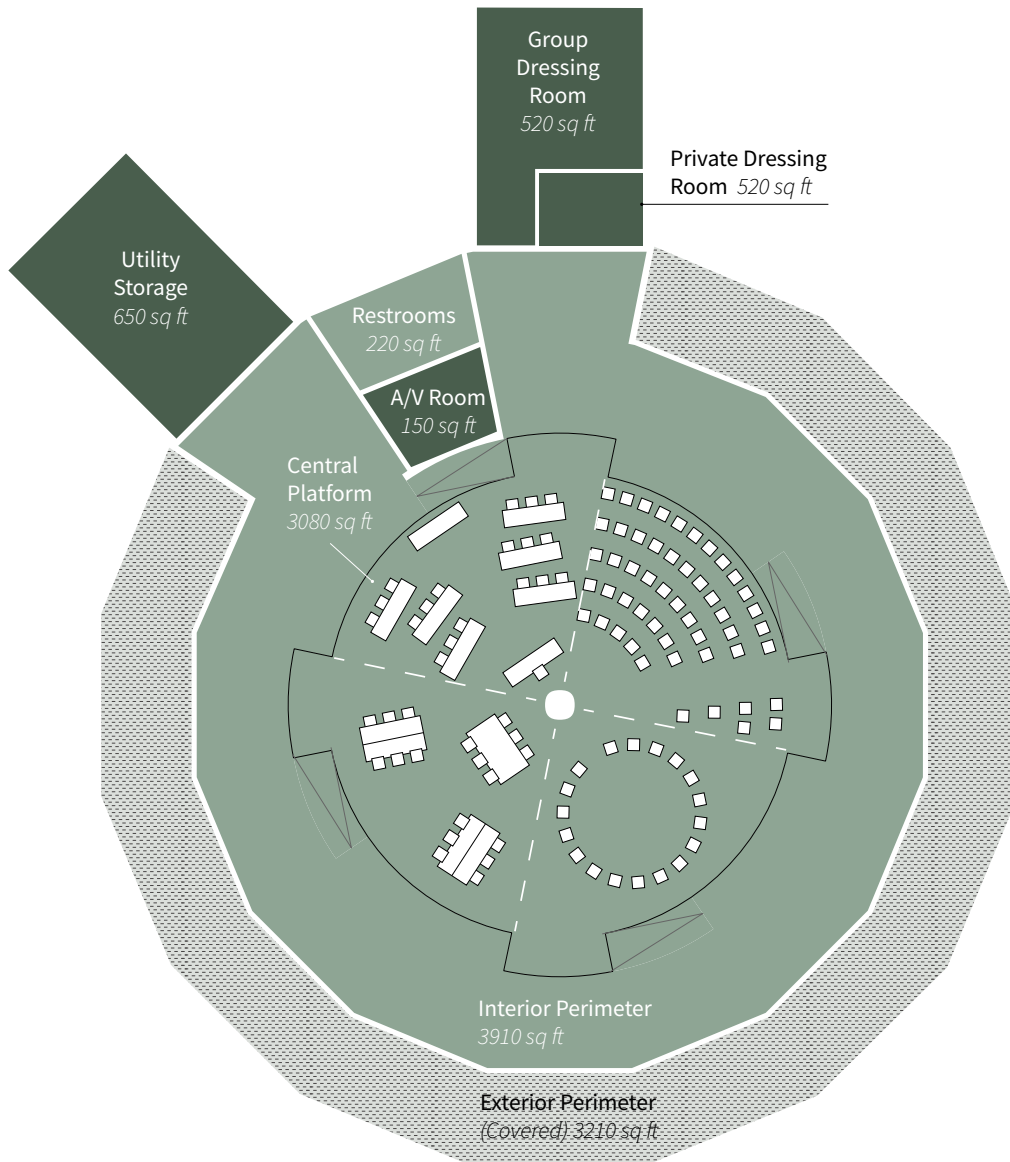 Group
Dressing
Room
520 sq ft
Private Dressing
Room 520 sq ft
Utility
Storage
650 sq ft
Restrooms
220 sq ft
A/V Room
150 sq ft
Central
Platform
3080 sq ft
Interior Perimeter
3910 sq ft
Exterior Perimeter
(Covered) 3210 sq ft